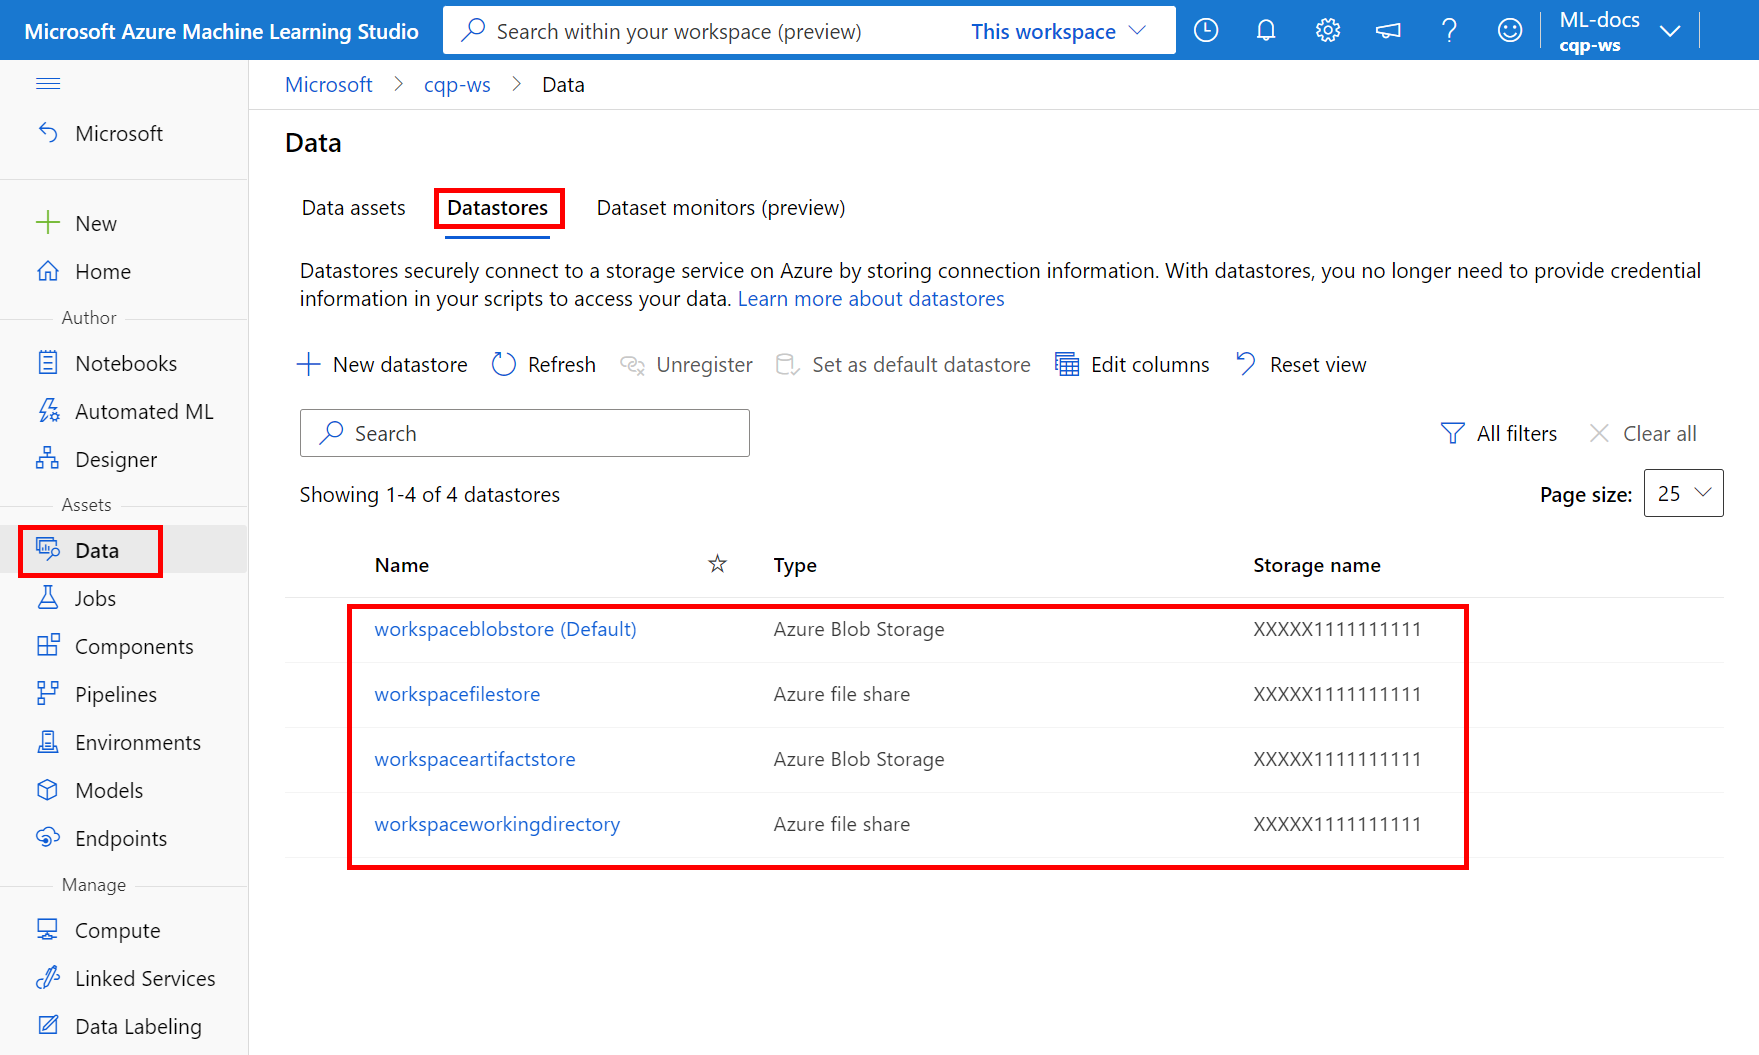 Microsoft Azure Machine Learning Studio
Search within your workspace (preview)
This workspace
ML-docs
cqp-ws
Microsoft
New
Home
Author
Notebooks
Automated ML
Designer
Assets
Data
Jobs
Components
Pipelines
Environments
Models
Endpoints
Manage
Compute
Linked Services
Data Labeling
Microsoft > cqp-ws > Data
Data
Data assets Datastores Dataset monitors (preview)
Datastores securely connect to a storage service on Azure by storing connection information. With datastores, you no longer need to provide credential
information in your scripts to access your data. Learn more about datastores
New datastore Refresh Unregister Set as default datastore Edit columns Reset view
Search
All filters Clear all
Showing 1-4 of 4 datastores
Page size: 25
Name Type Storage name
workspaceblobstore (Default) Azure Blob Storage XXXXX1111111111
workspacefilestore Azure file share XXXXX1111111111
workspaceartifactstore Azure Blob Storage XXXXX1111111111
workspaceworkingdirectory Azure file share XXXXX1111111111